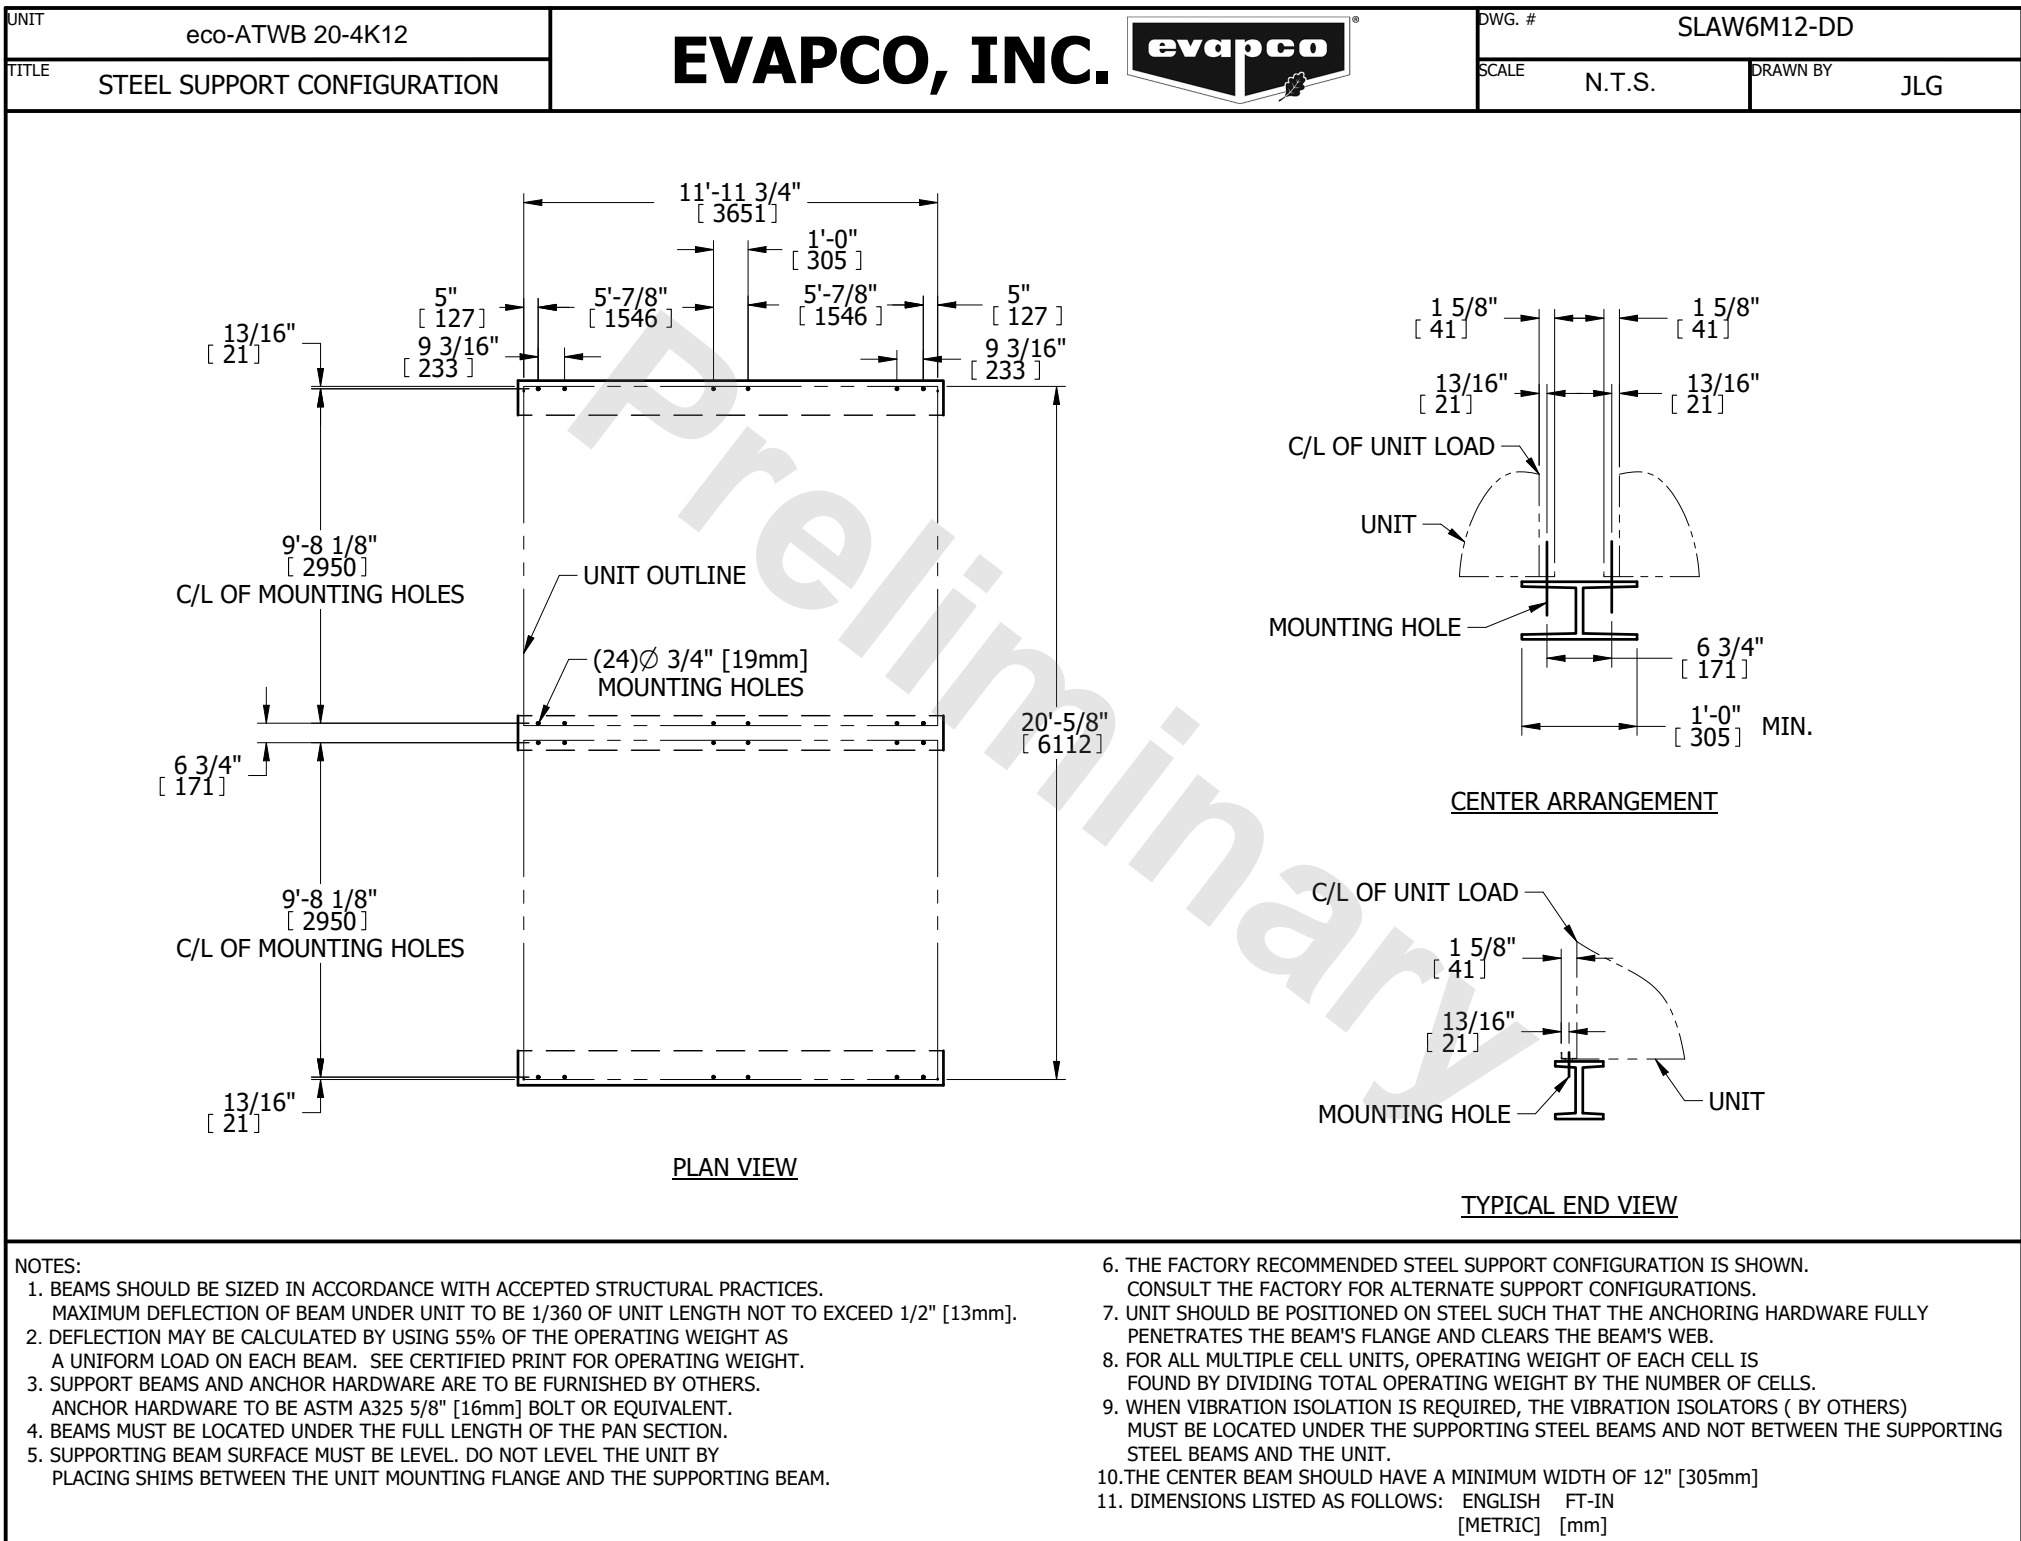 UNIT
eco-ATWB 20-4K12
TITLE
STEEL SUPPORT CONFIGURATION
EVAPCO, INC.
evapco
®
DWG. #
SLAW6M12-DD
SCALE
N.T.S.
DRAWN BY
JLG
11'-11 3/4"
[ 3651]
1'-0"
[ 305 ]
5"
[ 127]
5'-7/8"
[ 1546 ]
5'-7/8"
[ 1546 ]
5"
[ 127 ]
13/16"
[ 21]
9 3/16"
[ 233 ]
9 3/16"
[ 233 ]
9'-8 1/8"
[ 2950]
C/L OF MOUNTING HOLES
UNIT OUTLINE
(24)Ø 3/4" [19mm]
MOUNTING HOLES
6 3/4"
[ 171]
20'-5/8"
[ 6112]
9'-8 1/8"
[ 2950]
C/L OF MOUNTING HOLES
13/16"
[ 21]
PLAN VIEW
Preliminary
1 5/8"
[ 41]
1 5/8"
[ 41]
13/16"
[ 21]
13/16"
[ 21]
C/L OF UNIT LOAD
UNIT
MOUNTING HOLE
6 3/4"
[ 171]
1'-0"
[ 305]
MIN.
CENTER ARRANGEMENT
C/L OF UNIT LOAD
1 5/8"
[ 41]
13/16"
[ 21]
MOUNTING HOLE
UNIT
TYPICAL END VIEW
NOTES:
1. BEAMS SHOULD BE SIZED IN ACCORDANCE WITH ACCEPTED STRUCTURAL PRACTICES.
MAXIMUM DEFLECTION OF BEAM UNDER UNIT TO BE 1/360 OF UNIT LENGTH NOT TO EXCEED 1/2" [13mm].
2. DEFLECTION MAY BE CALCULATED BY USING 55% OF THE OPERATING WEIGHT AS
A UNIFORM LOAD ON EACH BEAM. SEE CERTIFIED PRINT FOR OPERATING WEIGHT.
3. SUPPORT BEAMS AND ANCHOR HARDWARE ARE TO BE FURNISHED BY OTHERS.
ANCHOR HARDWARE TO BE ASTM A325 5/8" [16mm] BOLT OR EQUIVALENT.
4. BEAMS MUST BE LOCATED UNDER THE FULL LENGTH OF THE PAN SECTION.
5. SUPPORTING BEAM SURFACE MUST BE LEVEL. DO NOT LEVEL THE UNIT BY
PLACING SHIMS BETWEEN THE UNIT MOUNTING FLANGE AND THE SUPPORTING BEAM.
6. THE FACTORY RECOMMENDED STEEL SUPPORT CONFIGURATION IS SHOWN.
CONSULT THE FACTORY FOR ALTERNATE SUPPORT CONFIGURATIONS.
7. UNIT SHOULD BE POSITIONED ON STEEL SUCH THAT THE ANCHORING HARDWARE FULLY
PENETRATES THE BEAM'S FLANGE AND CLEARS THE BEAM'S WEB.
8. FOR ALL MULTIPLE CELL UNITS, OPERATING WEIGHT OF EACH CELL IS
FOUND BY DIVIDING TOTAL OPERATING WEIGHT BY THE NUMBER OF CELLS.
9. WHEN VIBRATION ISOLATION IS REQUIRED, THE VIBRATION ISOLATORS ( BY OTHERS)
MUST BE LOCATED UNDER THE SUPPORTING STEEL BEAMS AND NOT BETWEEN THE SUPPORTING
STEEL BEAMS AND THE UNIT.
10.THE CENTER BEAM SHOULD HAVE A MINIMUM WIDTH OF 12" [305mm]
11. DIMENSIONS LISTED AS FOLLOWS: ENGLISH FT-IN
[METRIC] [mm]